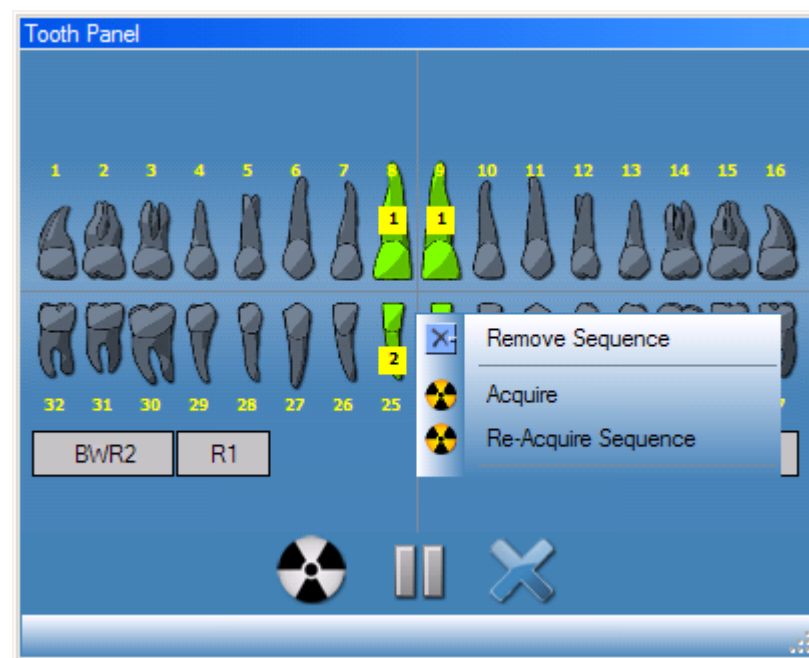 Tooth Panel
1 2 3 4 5 6 7 8 9 10 11 12 13 14 15 16
1 1
2
32 31 30 29 28 27 26 25
BWR2 R1
Remove Sequence
Acquire
Re-Acquire Sequence